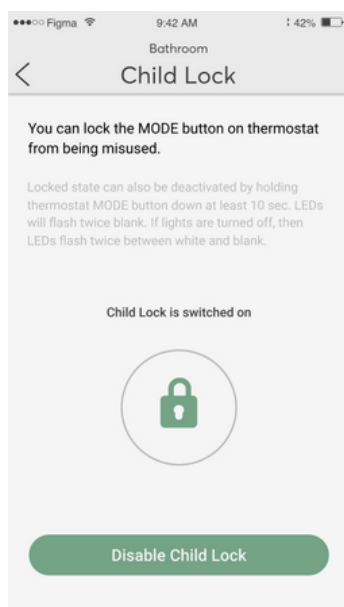 Figma 9:42 AM 42%
Bathroom
Child Lock
You can lock the MODE button on thermostat
from being misused.
Locked state can also be deactivated by holding
thermostat MODE button down at least 10 sec. LEDs
will flash twice blank. If lights are turned off, then
LEDs flash twice between white and blank.
Child Lock is switched on
Disable Child Lock